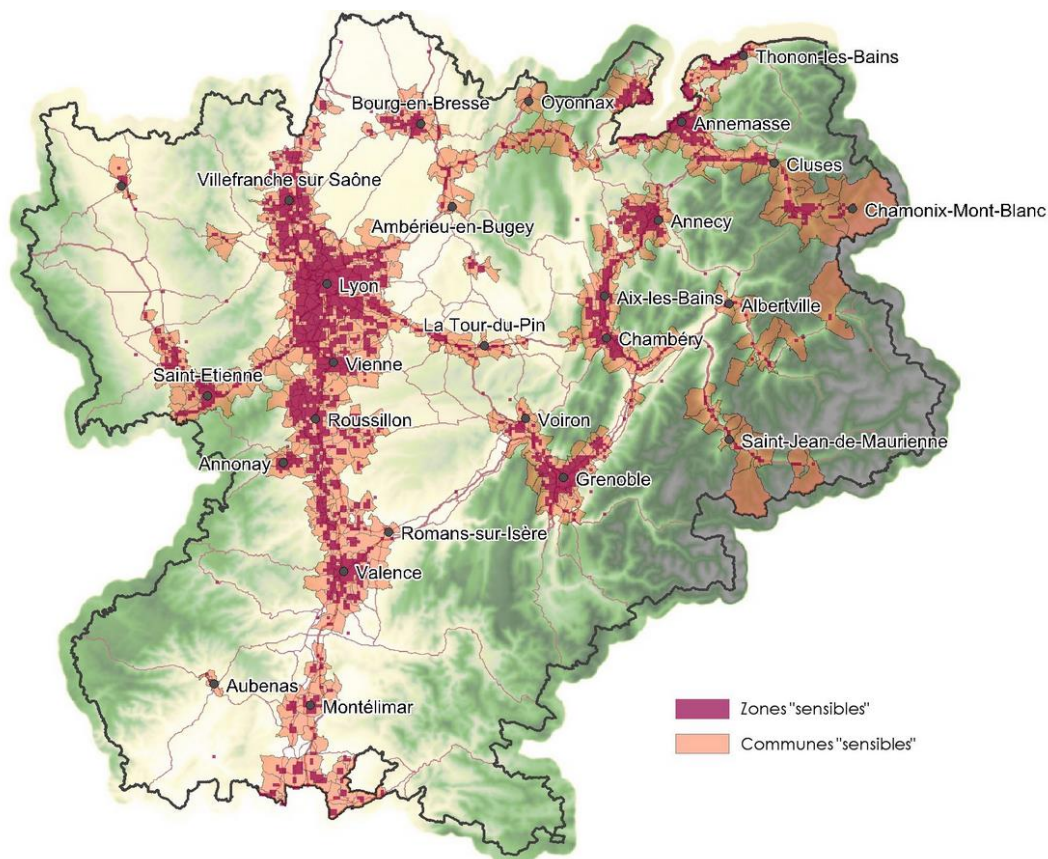 Thonon-les-Bains
Bourg-en-Bresse
Oyonnax
Annemasse
Cluses
Villefranche sur Saône
Chamonix-Mont-Blanc
Ambérieu-en-Bugey
Annecy
Lyon
Aix-les-Bains
Albertville
La Tour-du-Pin
Chambéry
Vienne
Saint-Etienne
Roussillon
Voiron
Saint-Jean-de-Maurienne
Annonay
Grenoble
Romans-sur-Isère
Valence
Aubenas
Montélimar
Zones "sensibles"
Communes "sensibles"